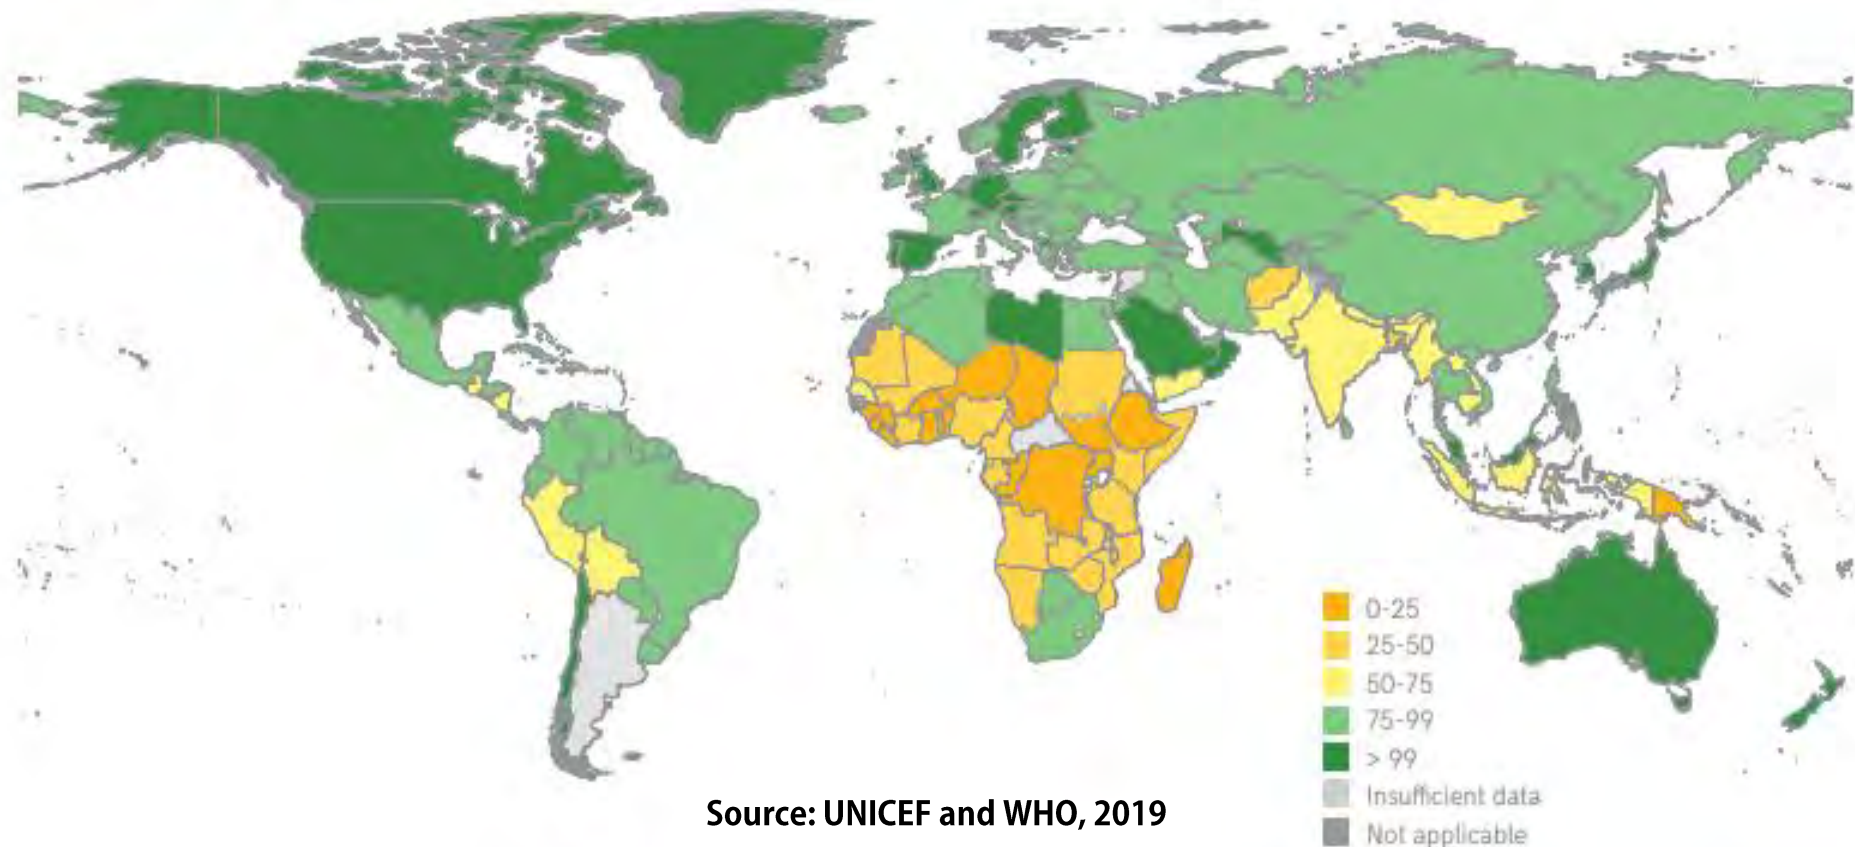 0-25
25-50
50-75
75-99
> 99
Insufficient data
Not applicable
Source: UNICEF and WHO, 2019